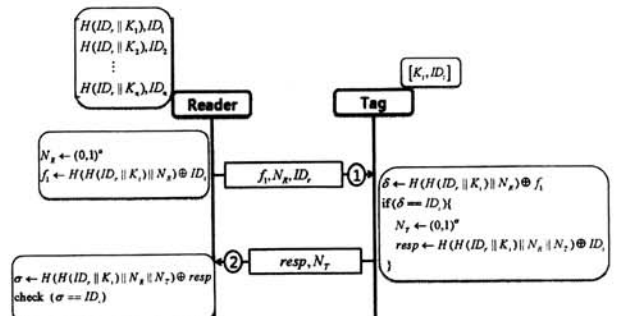 H(ID_r || K_1), ID_1
H(ID_r || K_2), ID_2
⋮
H(ID_r || K_n), ID_n
[K_i, ID_i]
Reader
Tag
N_R ← (0,1)^n
f_1 ← H(H(ID_r || K_i) || N_R) ⊕ ID_i
f_1, N_R, ID_r
1
δ ← H(H(ID_r || K_i) || N_R) ⊕ f_1
if(δ == ID_i){
N_T ← (0,1)^n
resp ← H(H(ID_r || K_i) || N_R || N_T) ⊕ ID_i
}
2
resp, N_T
σ ← H(H(ID_r || K_i) || N_R || N_T) ⊕ resp
check (σ == ID_i)